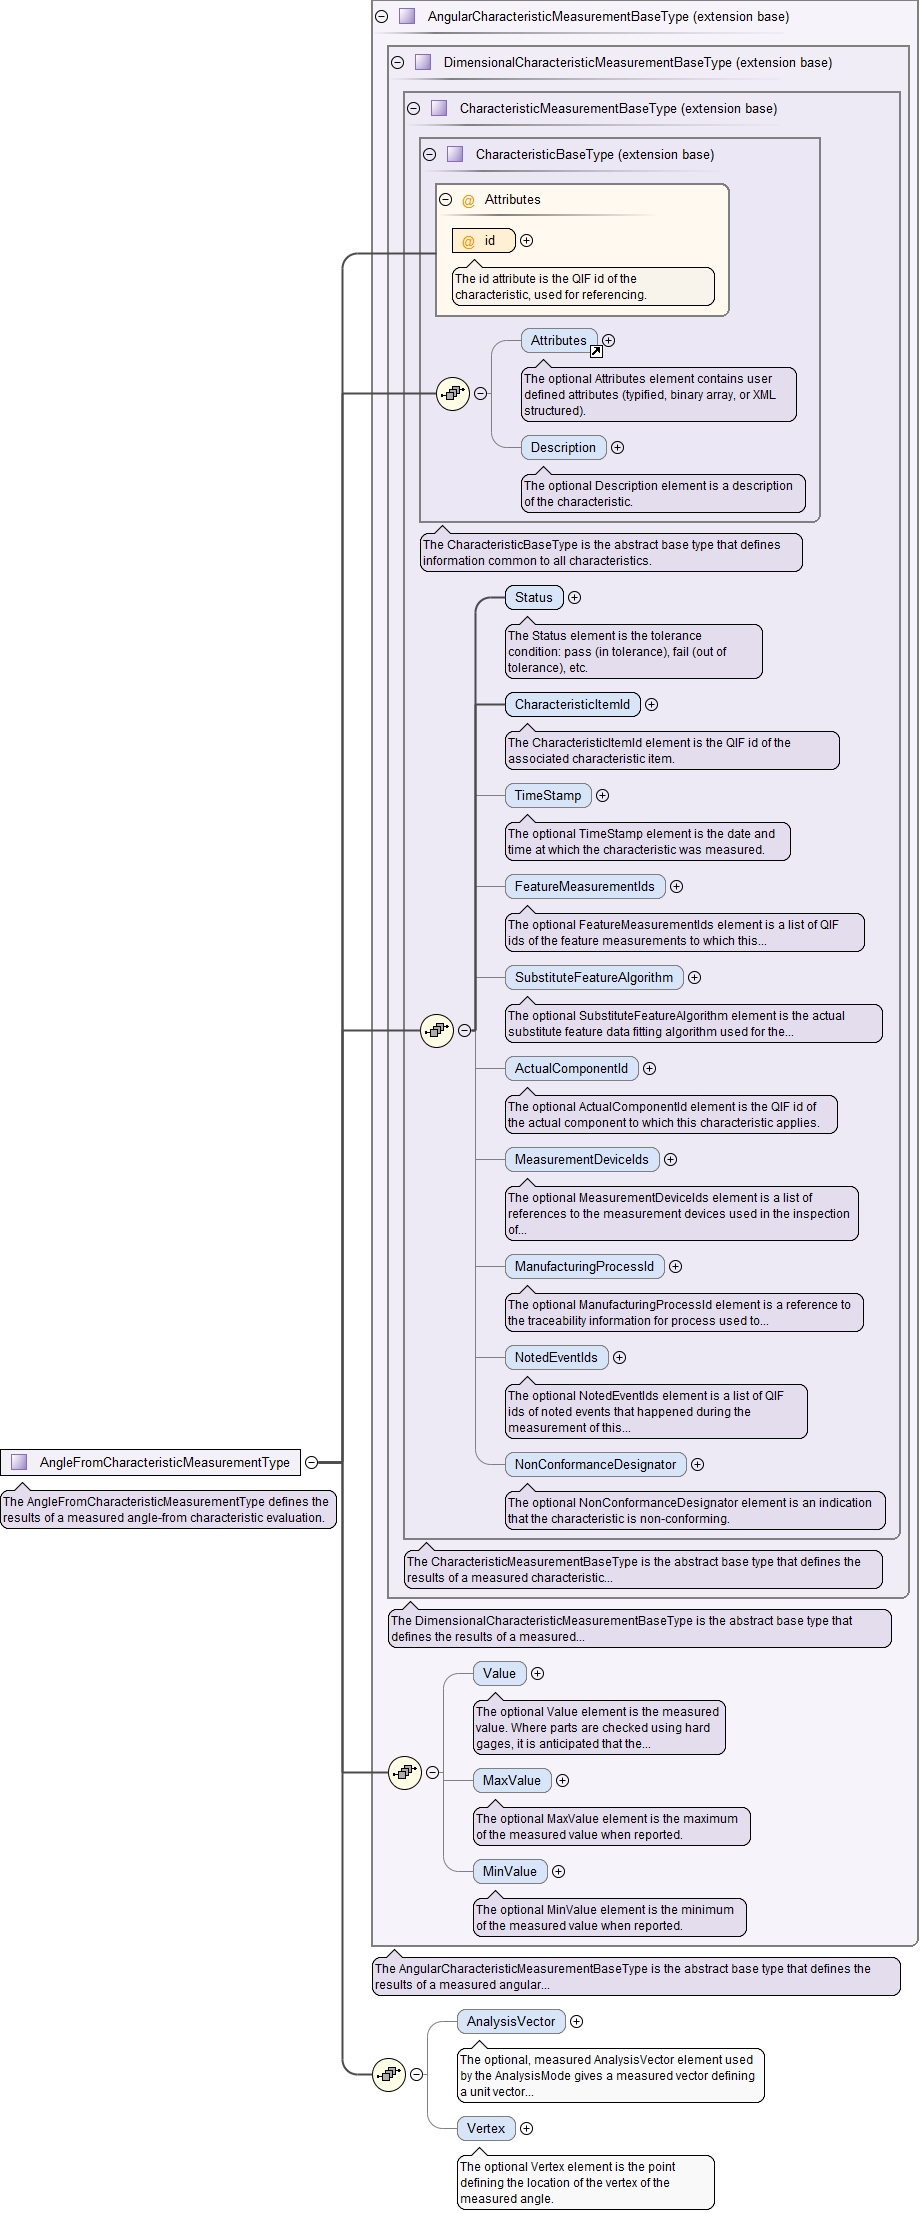 AngularCharacteristicMeasurementBaseType (extension base)
DimensionalCharacteristicMeasurementBaseType (extension base)
CharacteristicMeasurementBaseType (extension base)
CharacteristicBaseType (extension base)
@ Attributes
@ id
The id attribute is the QIF id of the
characteristic, used for referencing.
Attributes
The optional Attributes element contains user
defined attributes (typified, binary array, or XML
structured).
Description
The optional Description element is a description
of the characteristic.
The CharacteristicBaseType is the abstract base type that defines
information common to all characteristics.
Status
The Status element is the tolerance
condition: pass (in tolerance), fail (out of
tolerance), etc.
CharacteristicItemId
The CharacteristicItemId element is the QIF id of the
associated characteristic item.
TimeStamp
The optional TimeStamp element is the date and
time at which the characteristic was measured.
FeatureMeasurementIds
The optional FeatureMeasurementIds element is a list of QIF
ids of the feature measurements to which this...
SubstituteFeatureAlgorithm
The optional SubstituteFeatureAlgorithm element is the actual
substitute feature data fitting algorithm used for the...
ActualComponentId
The optional ActualComponentId element is the QIF id of
the actual component to which this characteristic applies.
MeasurementDeviceIds
The optional MeasurementDeviceIds element is a list of
references to the measurement devices used in the inspection
of...
ManufacturingProcessId
The optional ManufacturingProcessId element is a reference to
the traceability information for process used to...
NotedEventIds
The optional NotedEventIds element is a list of QIF
ids of noted events that happened during the
measurement of this...
AngleFromCharacteristicMeasurementType
The AngleFromCharacteristicMeasurementType defines the
results of a measured angle-from characteristic evaluation.
NonConformanceDesignator
The optional NonConformanceDesignator element is an indication
that the characteristic is non-conforming.
The CharacteristicMeasurementBaseType is the abstract base type that defines the
results of a measured characteristic...
The DimensionalCharacteristicMeasurementBaseType is the abstract base type that
defines the results of a measured...
Value
The optional Value element is the measured
value. Where parts are checked using hard
gages, it is anticipated that the...
MaxValue
The optional MaxValue element is the maximum
of the measured value when reported.
MinValue
The optional MinValue element is the minimum
of the measured value when reported.
The AngularCharacteristicMeasurementBaseType is the abstract base type that defines the
results of a measured angular...
AnalysisVector
The optional, measured AnalysisVector element used
by the AnalysisMode gives a measured vector defining
a unit vector...
Vertex
The optional Vertex element is the point
defining the location of the vertex of the
measured angle.